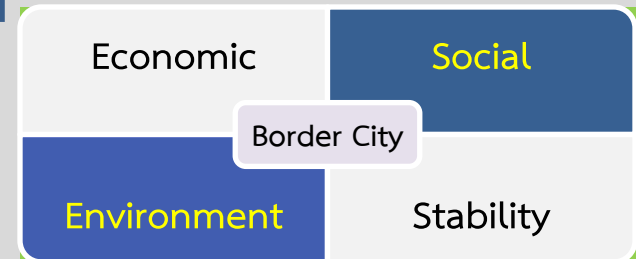 Economic
Social
Border City
Environment
Stability